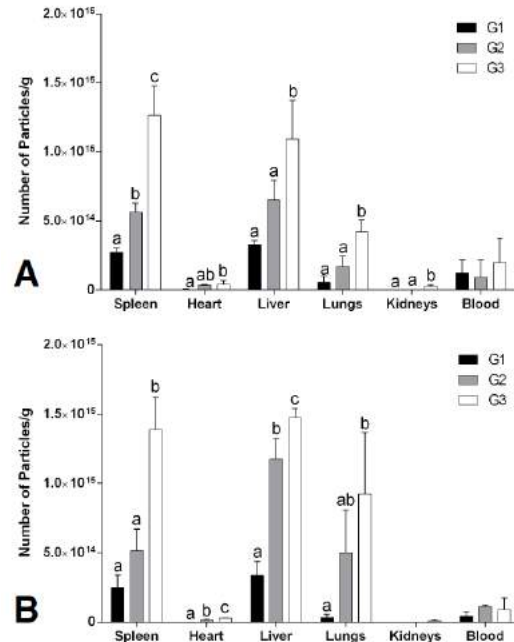 2.0×10¹⁵
G1
G2
G3
1.5×10¹⁵
1.0×10¹⁵
5.0×10¹⁴
0
Number of Particles/g
a b c
a ab b
a a b
a a b
a a b
A
Spleen Heart Liver Lungs Kidneys Blood
2.0×10¹⁵
G1
G2
G3
1.5×10¹⁵
1.0×10¹⁵
5.0×10¹⁴
0
Number of Particles/g
a a b
a b c
a b c
a ab b
B
Spleen Heart Liver Lungs Kidneys Blood